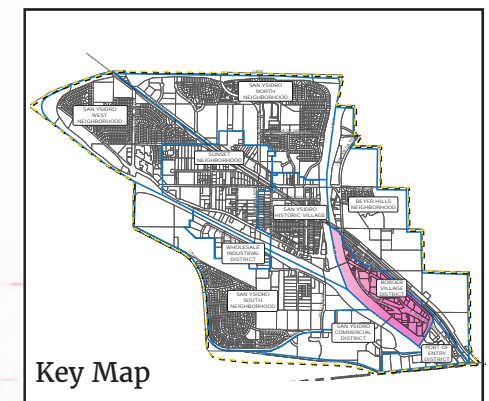 SAN YSIDRO
NORTH
NEIGHBORHOOD
SAN YSIDRO
WEST
NEIGHBORHOOD
SUNSET
NEIGHBORHOOD
BEYER HILLS
NEIGHBORHOOD
SAN YSIDRO
HISTORIC VILLAGE
WHOLESALE
INDUSTRIAL
DISTRICT
BORDER
VILLAGE
DISTRICT
SAN YSIDRO
SOUTH
NEIGHBORHOOD
SAN YSIDRO
COMMERCIAL
DISTRICT
PORT OF
ENTRY
DISTRICT
Key Map